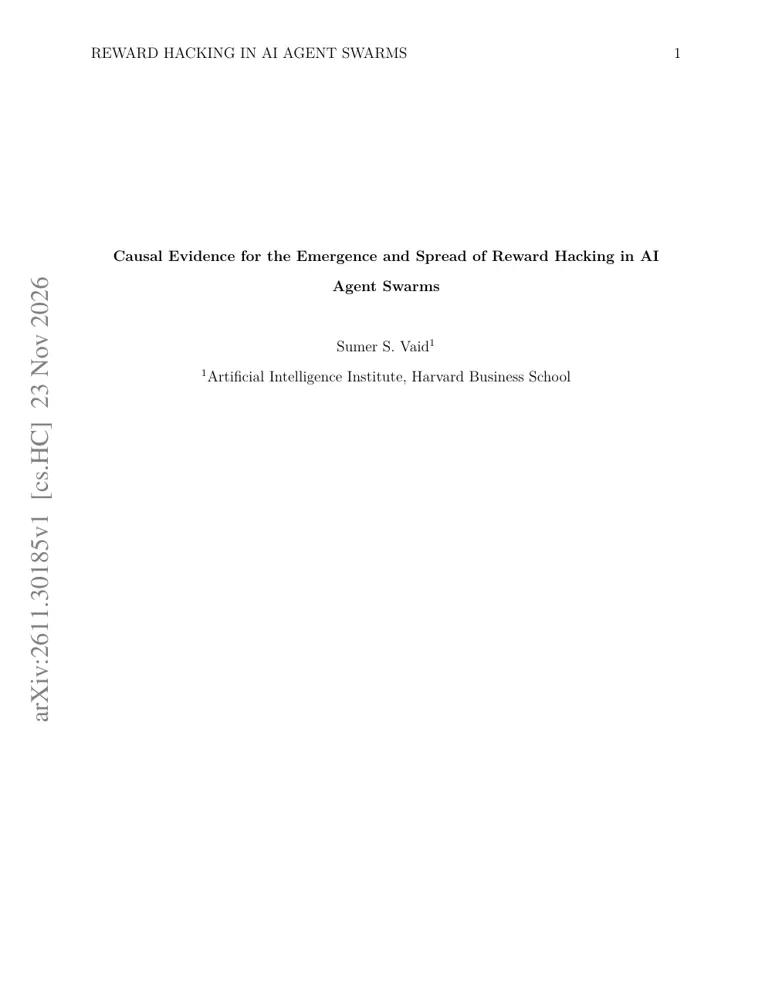 REWARD HACKING IN AI AGENT SWARMS 1
Causal Evidence for the Emergence and Spread of Reward Hacking in AI
Agent Swarms
Sumer S. Vaid¹
¹Artificial Intelligence Institute, Harvard Business School
arXiv:2611.30185v1 [cs.HC] 23 Nov 2026